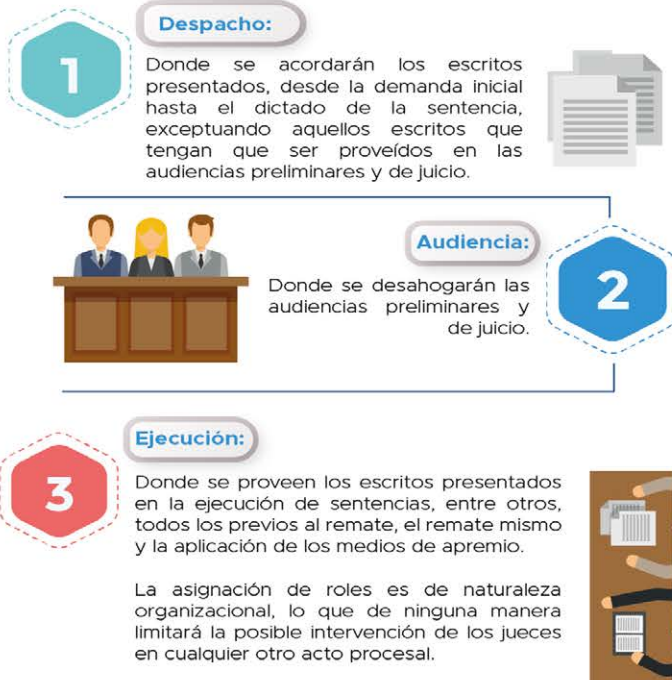 1
Despacho:
Donde se acordarán los escritos
presentados, desde la demanda inicial
hasta el dictado de la sentencia,
exceptuando aquellos escritos que
tengan que ser proveídos en las
audiencias preliminares y de juicio.
Audiencia:
2
Donde se desahogarán las
audiencias preliminares y
de juicio.
3
Ejecución:
Donde se proveen los escritos presentados
en la ejecución de sentencias, entre otros,
todos los previos al remate, el remate mismo
y la aplicación de los medios de apremio.
La asignación de roles es de naturaleza
organizacional, lo que de ninguna manera
limitará la posible intervención de los jueces
en cualquier otro acto procesal.